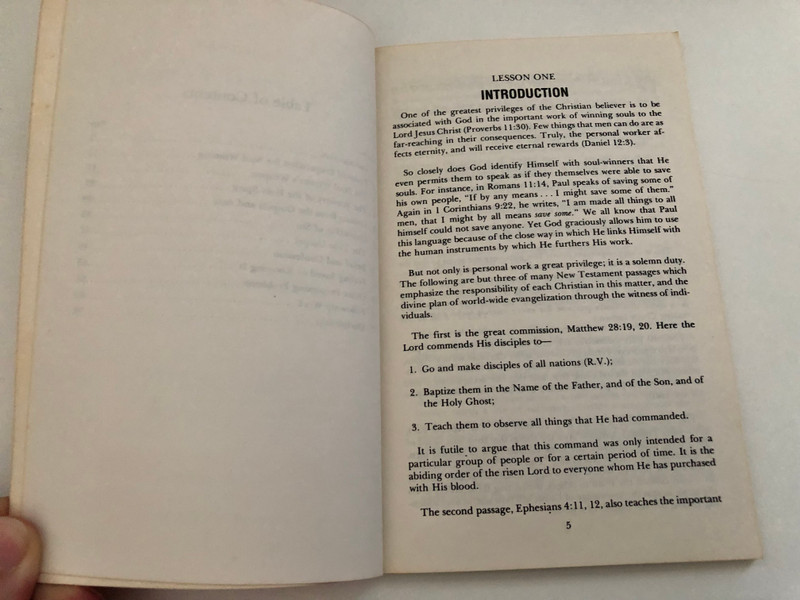 LESSON ONE
INTRODUCTION
One of the greatest privileges of the Christian believer is to be
associated with God in the important work of winning souls to the
Lord Jesus Christ (Proverbs 11:30). Few things that men can do are as
far-reaching in their consequences. Truly, the personal worker af-
fects eternity, and will receive eternal rewards (Daniel 12:3).
So closely does God identify Himself with soul-winners that He
even permits them to speak as if they themselves were able to save
souls. For instance, in Romans 11:14, Paul speaks of saving some of
his own people, “If by any means . . . I might save some of them.”
Again in 1 Corinthians 9:22, he writes, “I am made all things to all
men, that I might by all means save some.” We all know that Paul
himself could not save anyone. Yet God graciously allows him to use
this language because of the close way in which He links Himself with
the human instruments by which He furthers His work.
But not only is personal work a great privilege; it is a solemn duty.
The following are but three of many New Testament passages which
emphasize the responsibility of each Christian in this matter, and the
divine plan of world-wide evangelization through the witness of indi-
viduals.
The first is the great commission, Matthew 28:19, 20. Here the
Lord commends His disciples to—
1. Go and make disciples of all nations (R.V.);
2. Baptize them in the Name of the Father, and of the Son, and of
the Holy Ghost;
3. Teach them to observe all things that He had commanded.
It is futile to argue that this command was only intended for a
particular group of people or for a certain period of time. It is the
abiding order of the risen Lord to everyone whom He has purchased
with His blood.
The second passage, Ephesians 4:11, 12, also teaches the important
5